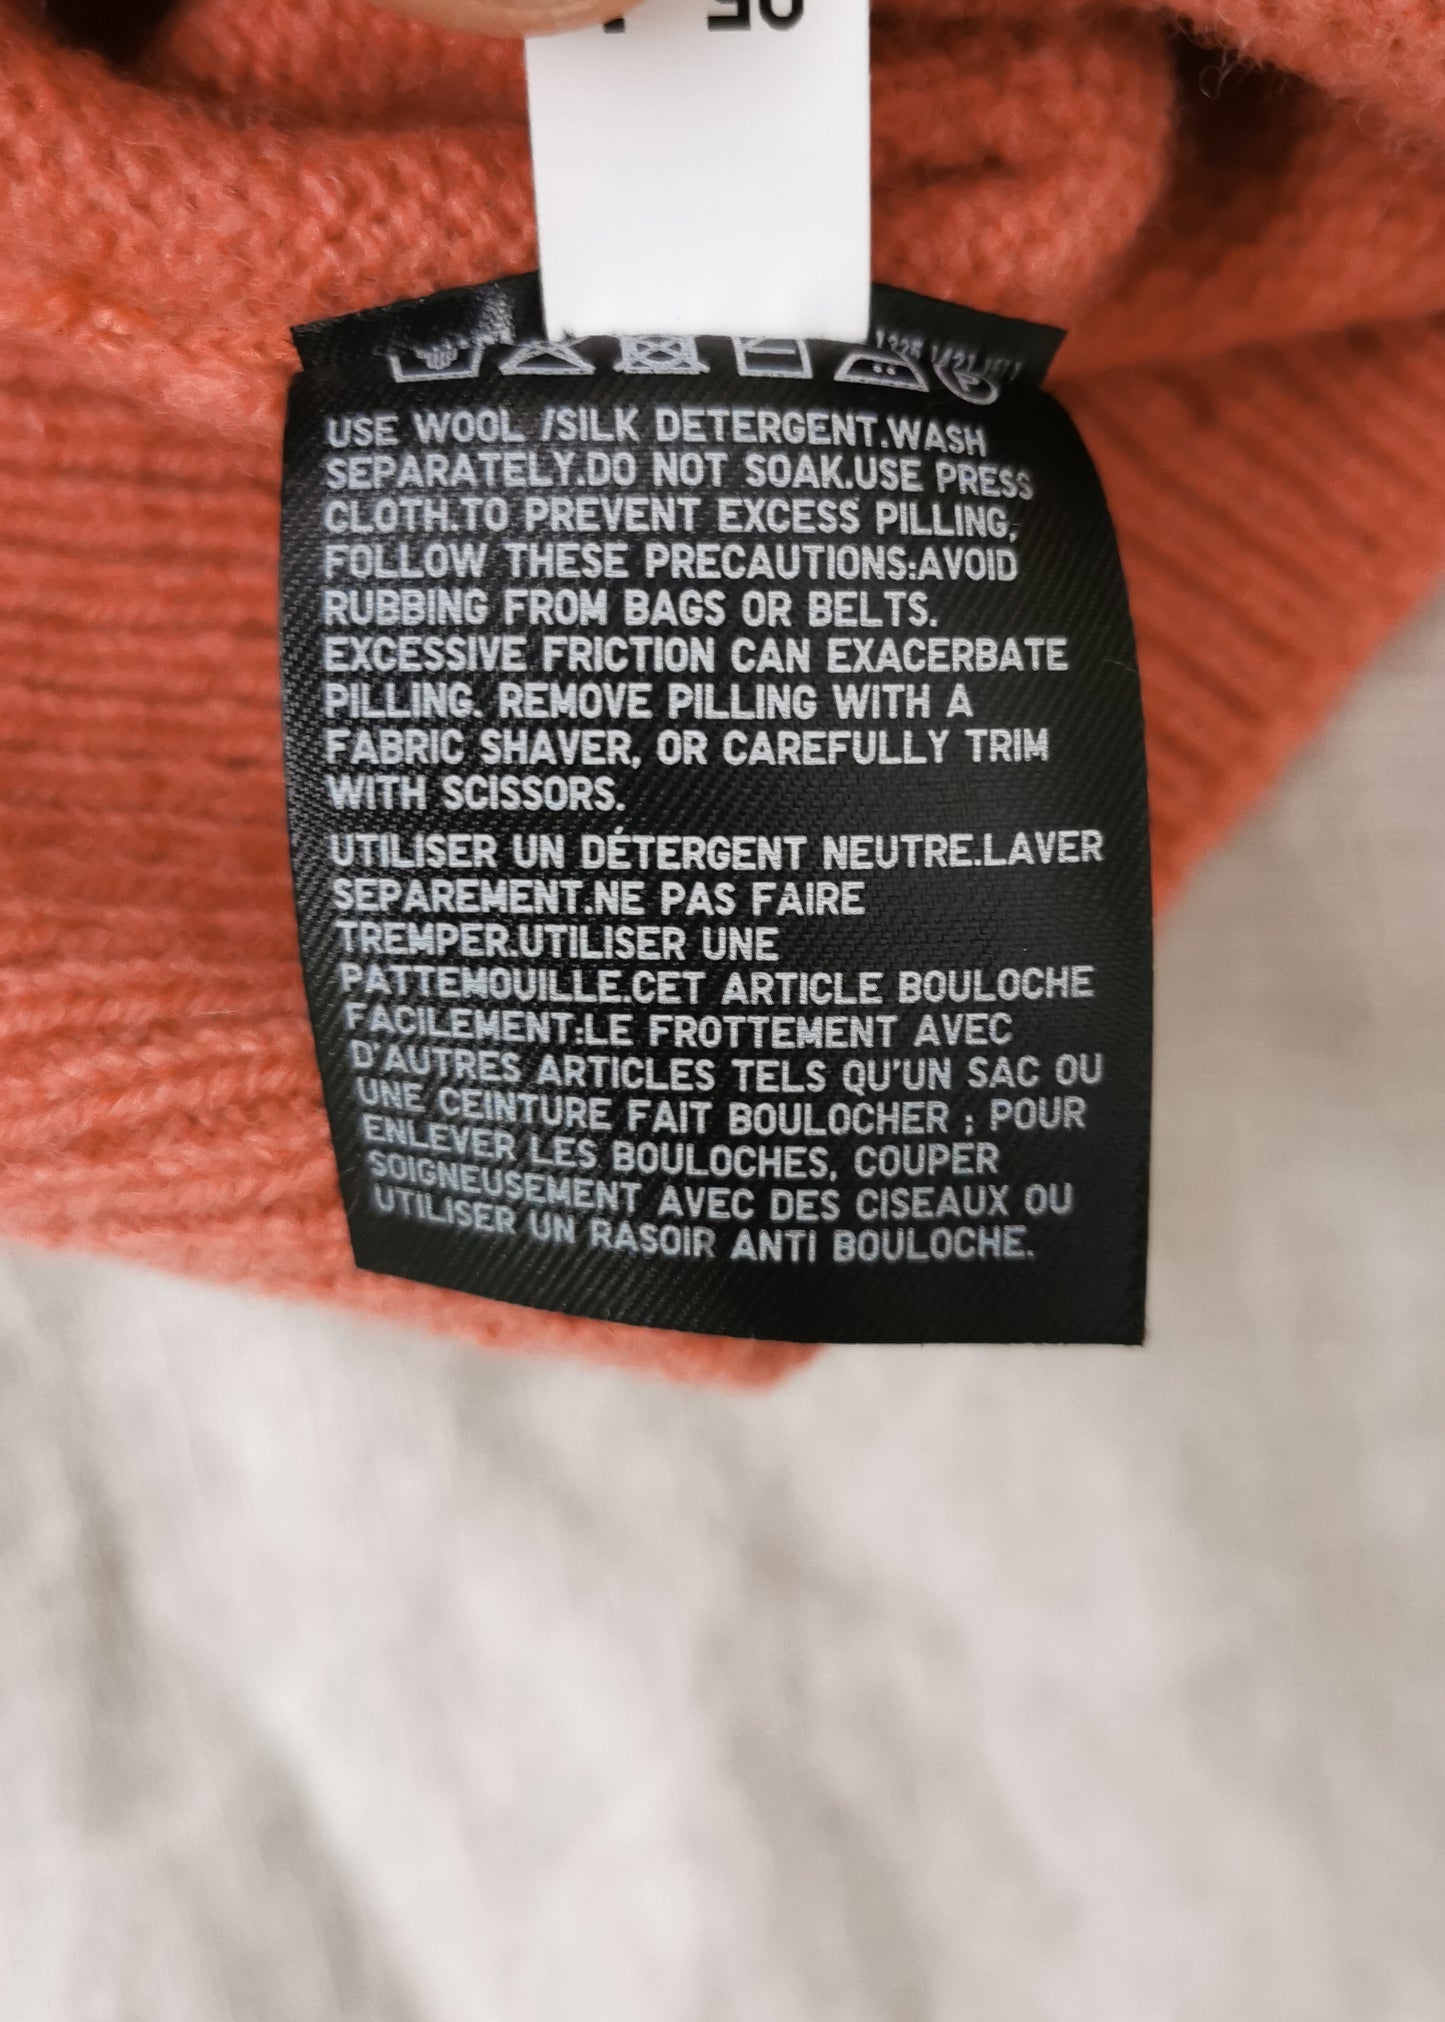 USE WOOL /SILK DETERGENT.WASH
SEPARATELY.DO NOT SOAK.USE PRESS
CLOTH.TO PREVENT EXCESS PILLING,
FOLLOW THESE PRECAUTIONS:AVOID
RUBBING FROM BAGS OR BELTS.
EXCESSIVE FRICTION CAN EXACERBATE
PILLING. REMOVE PILLING WITH A
FABRIC SHAVER, OR CAREFULLY TRIM
WITH SCISSORS.
UTILISER UN DÉTERGENT NEUTRE.LAVER
SEPAREMENT.NE PAS FAIRE
TREMPER.UTILISER UNE
PATTEMOUILLE.CET ARTICLE BOULOCHE
FACILEMENT:LE FROTTEMENT AVEC
D'AUTRES ARTICLES TELS QU'UN SAC OU
UNE CEINTURE FAIT BOULOCHER ; POUR
ENLEVER LES BOULOCHES, COUPER
SOIGNEUSEMENT AVEC DES CISEAUX OU
UTILISER UN RASOIR ANTI BOULOCHE.